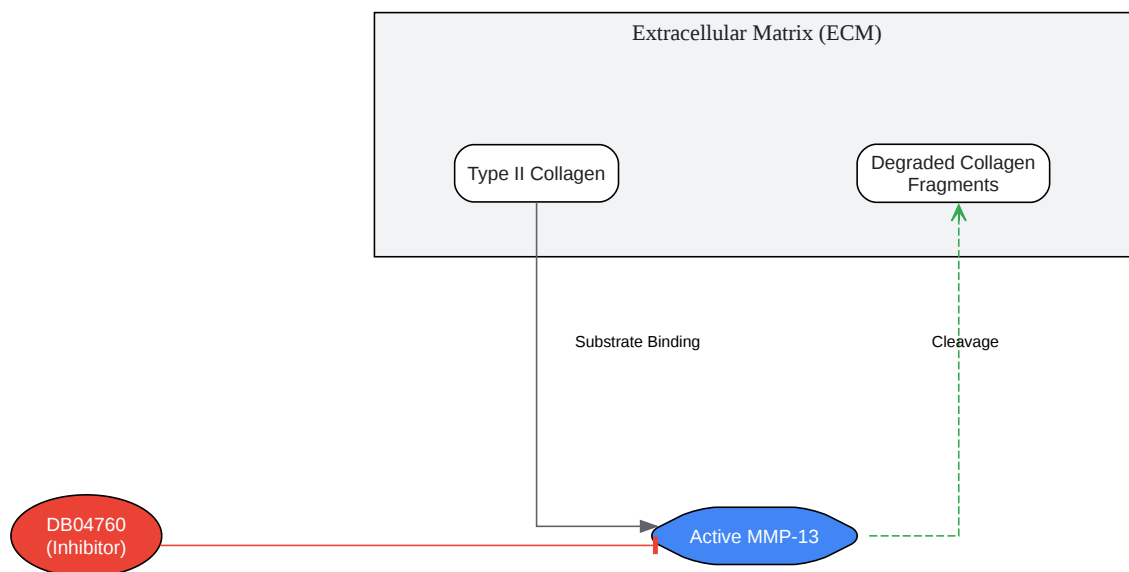 Extracellular Matrix (ECM)
Type II Collagen
Degraded Collagen
Fragments
Substrate Binding
Cleavage
DB04760
(Inhibitor)
Active MMP-13